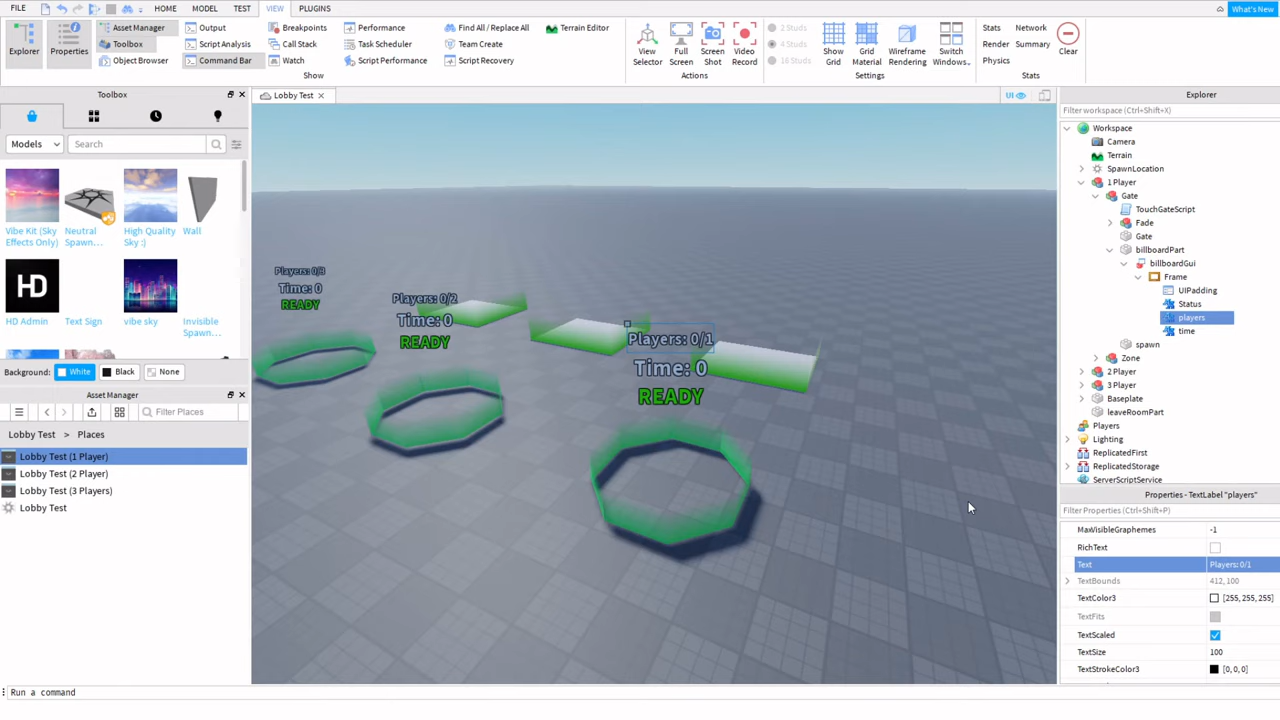 FILE HOME MODEL TEST VIEW PLUGINS What's New
Explorer Properties Asset Manager Toolbox Object Browser
Output Script Analysis Command Bar
Breakpoints Call Stack Watch
Performance Task Scheduler Script Performance
Find All / Replace All Team Create Script Recovery
Terrain Editor
Show
View Selector Full Screen Screen Shot Video Record
Actions
2 Studs 4 Studs 16 Studs
Show Grid Grid Material Wireframe Rendering Switch Windows..
Settings
Stats Render Physics Network Summary Clear
Stats
Toolbox
Models Search
Vibe Kit (Sky Effects Only) Neutral Spawn... High Quality Sky :) Wall
HD
HD Admin Text Sign vibe sky Invisible Spawn...
Background: White Black None
Asset Manager
Filter Places
Lobby Test > Places
Lobby Test (1 Player)
Lobby Test (2 Player)
Lobby Test (3 Players)
Lobby Test
Lobby Test
UI
Players: 0/3
Time: 0
READY
Players: 0/2
Time: 0
READY
Players: 0/1
Time: 0
READY
Explorer
Filter workspace (Ctrl+Shift+X)
Workspace
Camera
Terrain
SpawnLocation
1 Player
Gate
TouchGateScript
Fade
Gate
billboardPart
billboardGui
Frame
UIPadding
Status
players
time
spawn
Zone
2 Player
3 Player
Baseplate
leaveRoomPart
Players
Lighting
ReplicatedFirst
ReplicatedStorage
ServerScriptService
Properties - TextLabel "players"
Filter Properties (Ctrl+Shift+P)
MaxVisibleGraphemes -1
RichText
Text Players: 0/1
TextBounds 412, 100
TextColor3 [255, 255, 255]
TextFits
TextScaled
TextSize 100
TextStrokeColor3 [0, 0, 0]
Run a command